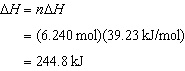 ΔH = nΔH
= (6.240 mol)(39.23 kJ/mol)
= 244.8 kJ